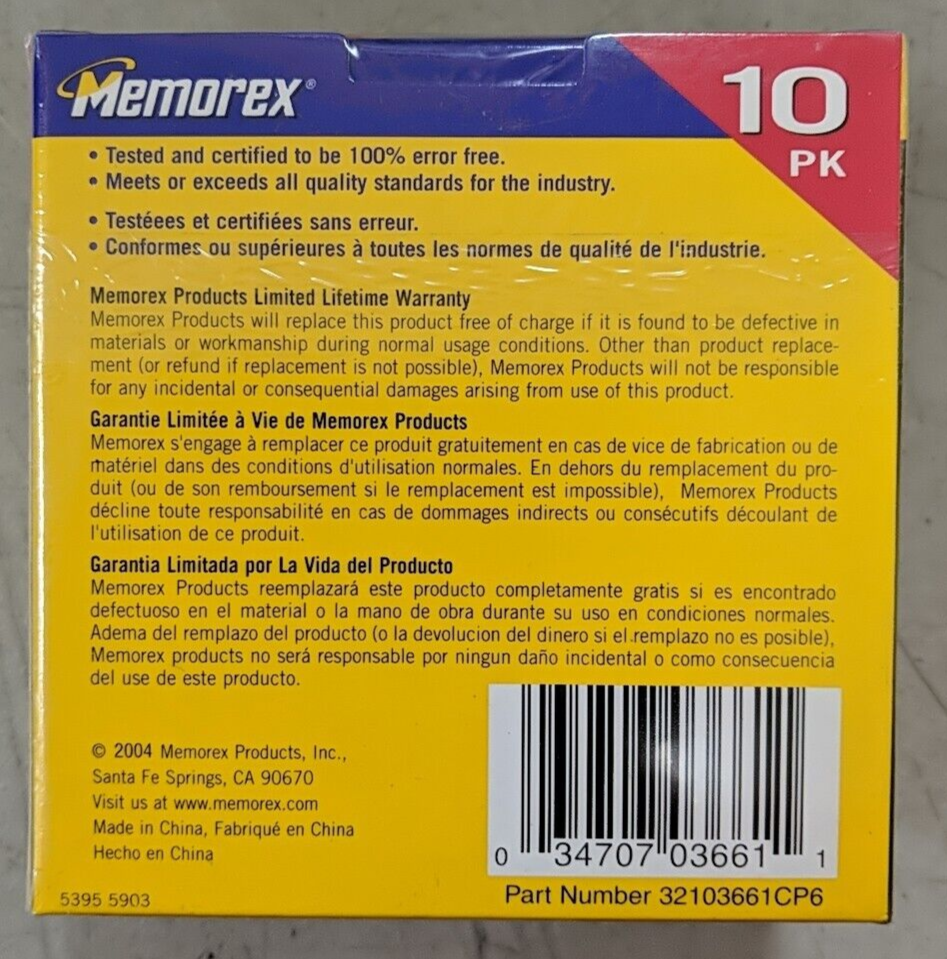 Memorex®
10
PK
• Tested and certified to be 100% error free.
• Meets or exceeds all quality standards for the industry.
• Testéees et certifiées sans erreur.
• Conformes ou supérieures à toutes les normes de qualité de l'industrie.
Memorex Products Limited Lifetime Warranty
Memorex Products will replace this product free of charge if it is found to be defective in
materials or workmanship during normal usage conditions. Other than product replace-
ment (or refund if replacement is not possible), Memorex Products will not be responsible
for any incidental or consequential damages arising from use of this product.
Garantie Limitée à Vie de Memorex Products
Memorex s'engage à remplacer ce produit gratuitement en cas de vice de fabrication ou de
matériel dans des conditions d'utilisation normales. En dehors du remplacement du pro-
duit (ou de son remboursement si le remplacement est impossible), Memorex Products
décline toute responsabilité en cas de dommages indirects ou consécutifs découlant de
l'utilisation de ce produit.
Garantia Limitada por La Vida del Producto
Memorex Products reemplazará este producto completamente gratis si es encontrado
defectuoso en el material o la mano de obra durante su uso en condiciones normales.
Adema del remplazo del producto (o la devolucion del dinero si el remplazo no es posible),
Memorex products no será responsable por ningun daño incidental o como consecuencia
del use de este producto.
© 2004 Memorex Products, Inc.,
Santa Fe Springs, CA 90670
Visit us at www.memorex.com
Made in China, Fabriqué en China
Hecho en China
5395 5903
0 34707 03661 1
Part Number 32103661CP6